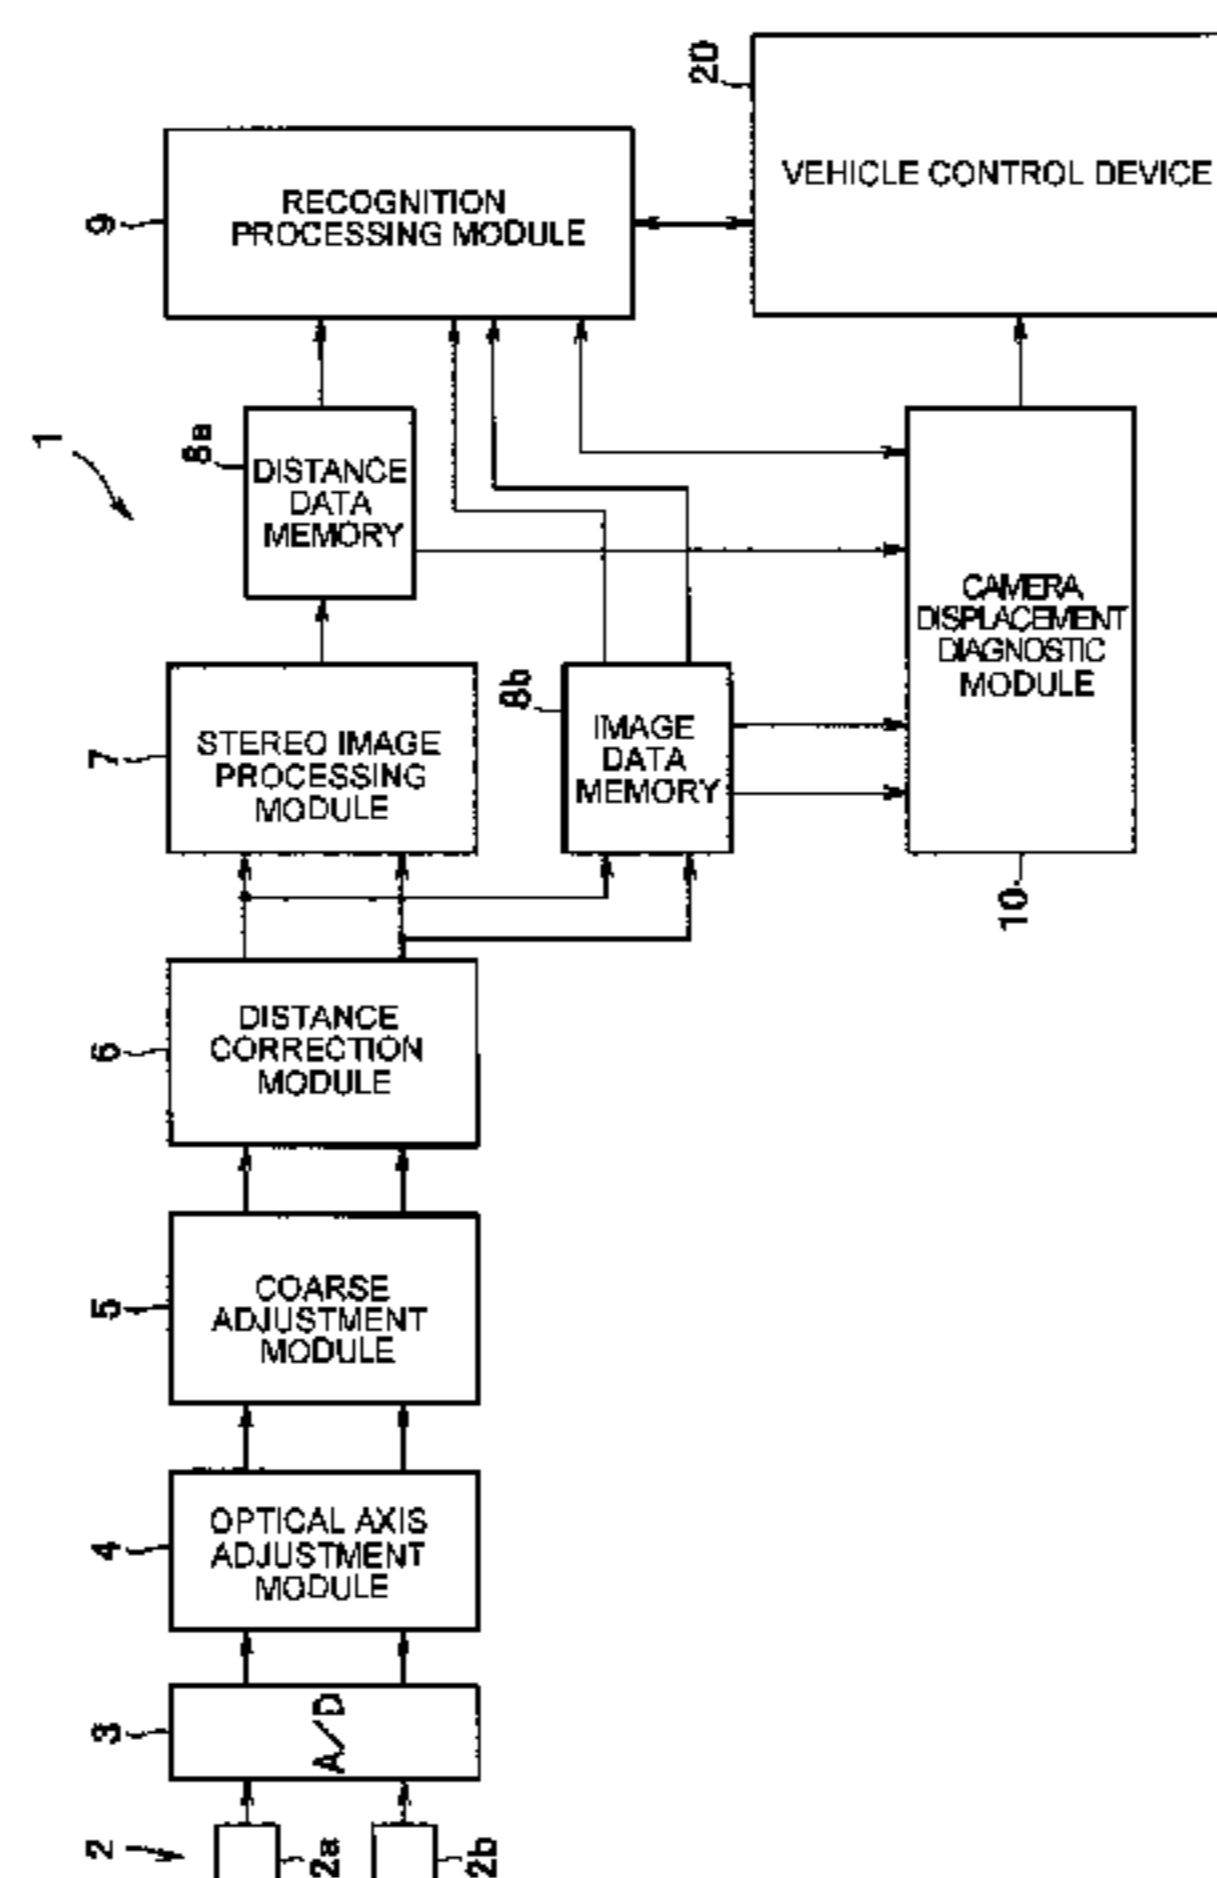 20
VEHICLE CONTROL DEVICE
9
RECOGNITION
PROCESSING MODULE
1
8a
DISTANCE
DATA
MEMORY
CAMERA
DISPLACEMENT
DIAGNOSTIC
MODULE
10
7
STEREO IMAGE
PROCESSING
MODULE
8b
IMAGE
DATA
MEMORY
6
DISTANCE
CORRECTION
MODULE
5
COARSE
ADJUSTMENT
MODULE
4
OPTICAL AXIS
ADJUSTMENT
MODULE
3
A/D
2
2a
2b